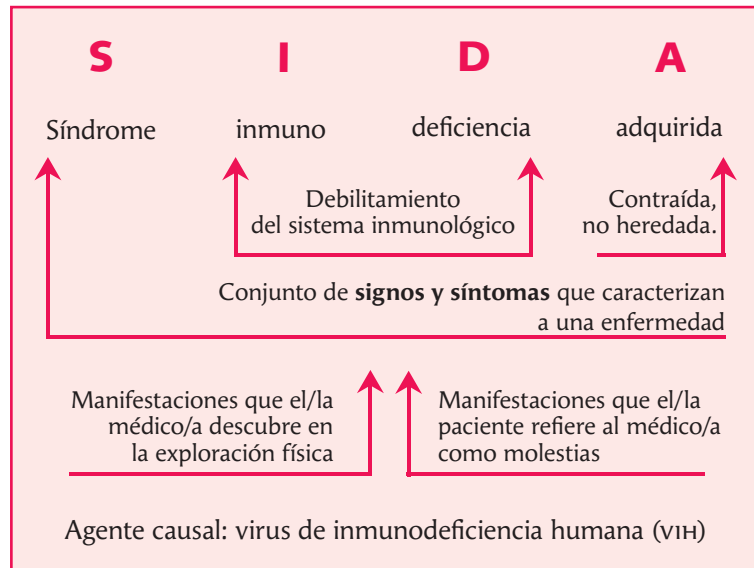 S I D A
Síndrome inmuno deficiencia adquirida
Debilitamiento
del sistema inmunológico
Contraída,
no heredada.
Conjunto de signos y síntomas que caracterizan
a una enfermedad
Manifestaciones que el/la
médico/a descubre en
la exploración física
Manifestaciones que el/la
paciente refiere al médico/a
como molestias
Agente causal: virus de inmunodeficiencia humana (VIH)